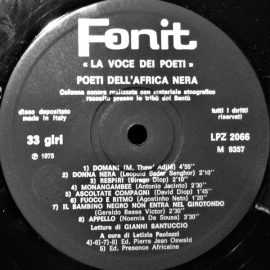 Fonit
« LA VOCE DEI POETI »
POETI DELL'AFRICA NERA
Colonna sonora realizzata con materiale etnografico
raccolto presso le tribù dei Bantù
disco depositato
made in Italy
tutti i diritti
riservati
33 giri
LPZ 2066
M 9357
℗ 1975
1) DOMANI (M. Thew' Adjié) 4'55"
2) DONNA NERA (Leopold Sedar Senghor) 2'10"
3) RESPIRI (Birago Diop) 2'10"
4) MONANGAMBEE (Antonio Jacinto) 2'30"
5) ASCOLTATE COMPAGNI (David Diop) 1'45"
6) FUOCO E RITMO (Agostinho Neto) 1'20"
7) IL BAMBINO NEGRO NON ENTRA NEL GIROTONDO
(Geraldo Bessa Victor) 2'30"
8) APPELLO (Noemia De Sousa) 3'30"
Lettura di GIANNI SANTUCCIO
A cura di Letizia Paolozzi
4)-6)-7)-8) Ed. Pierre Jean Oswald
5) Ed. Presence Africaine